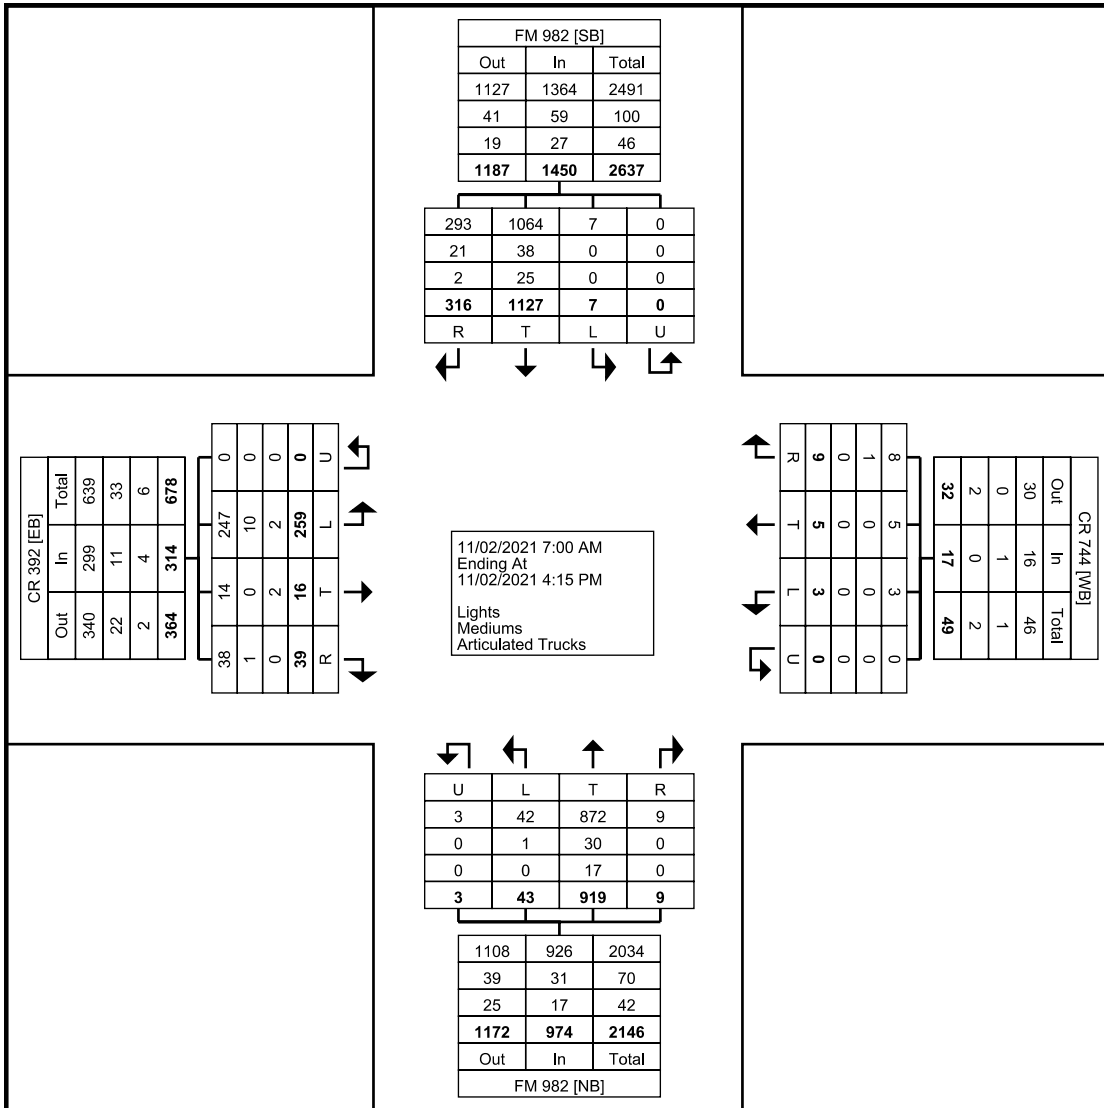 FM 982 [SB]
Out In Total
1127 1364 2491
41 59 100
19 27 46
1187 1450 2637
293 1064 7 0
21 38 0 0
2 25 0 0
316 1127 7 0
R T L U
CR 392 [EB]
Total 639 33 6 678
In 299 11 4 314
Out 340 22 2 364
0 0 0 0 U
247 10 2 259 L
14 0 2 16 T
38 1 0 39 R
11/02/2021 7:00 AM
Ending At
11/02/2021 4:15 PM
Lights
Mediums
Articulated Trucks
R 9 0 1 8
T 5 0 0 5
L 3 0 0 3
U 0 0 0 0
32 2 0 30 Out
17 0 1 16 In
49 2 1 46 Total
CR 744 [WB]
U L T R
3 42 872 9
0 1 30 0
0 0 17 0
3 43 919 9
1108 926 2034
39 31 70
25 17 42
1172 974 2146
Out In Total
FM 982 [NB]